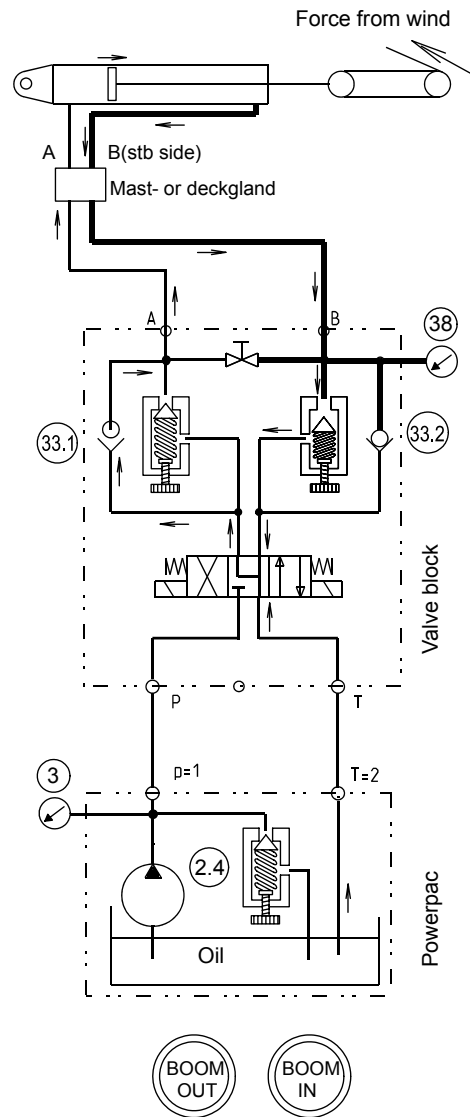 Force from wind
A
B(stb side)
Mast- or deckgland
A
B
38
33.1
33.2
Valve block
P
T
p=1
T=2
3
2.4
Powerpac
Oil
BOOM
OUT
BOOM
IN